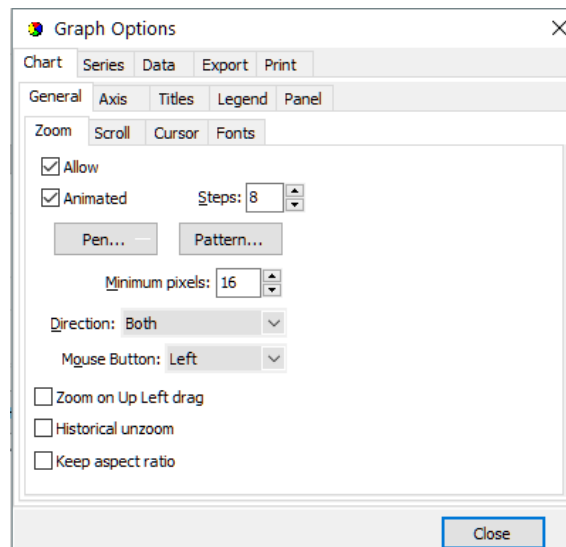 Graph Options
Chart Series Data Export Print
General Axis Titles Legend Panel
Zoom Scroll Cursor Fonts
Allow
Animated Steps: 8
Pen... Pattern...
Minimum pixels: 16
Direction: Both
Mouse Button: Left
Zoom on Up Left drag
Historical unzoom
Keep aspect ratio
Close